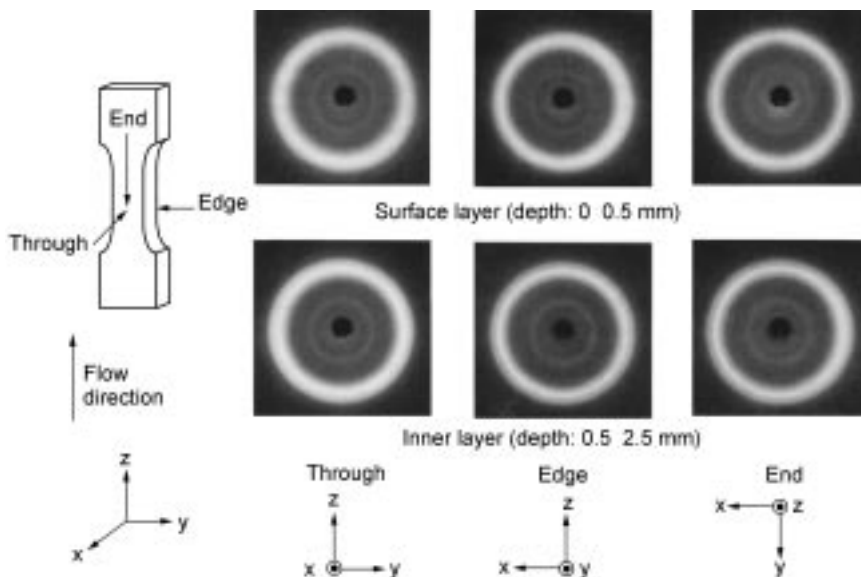 End
Edge
Through
Surface layer (depth: 0 0.5 mm)
Flow
direction
Inner layer (depth: 0.5 2.5 mm)
z
y
x
Through
z
x
y
Edge
z
x
y
End
x
z
y